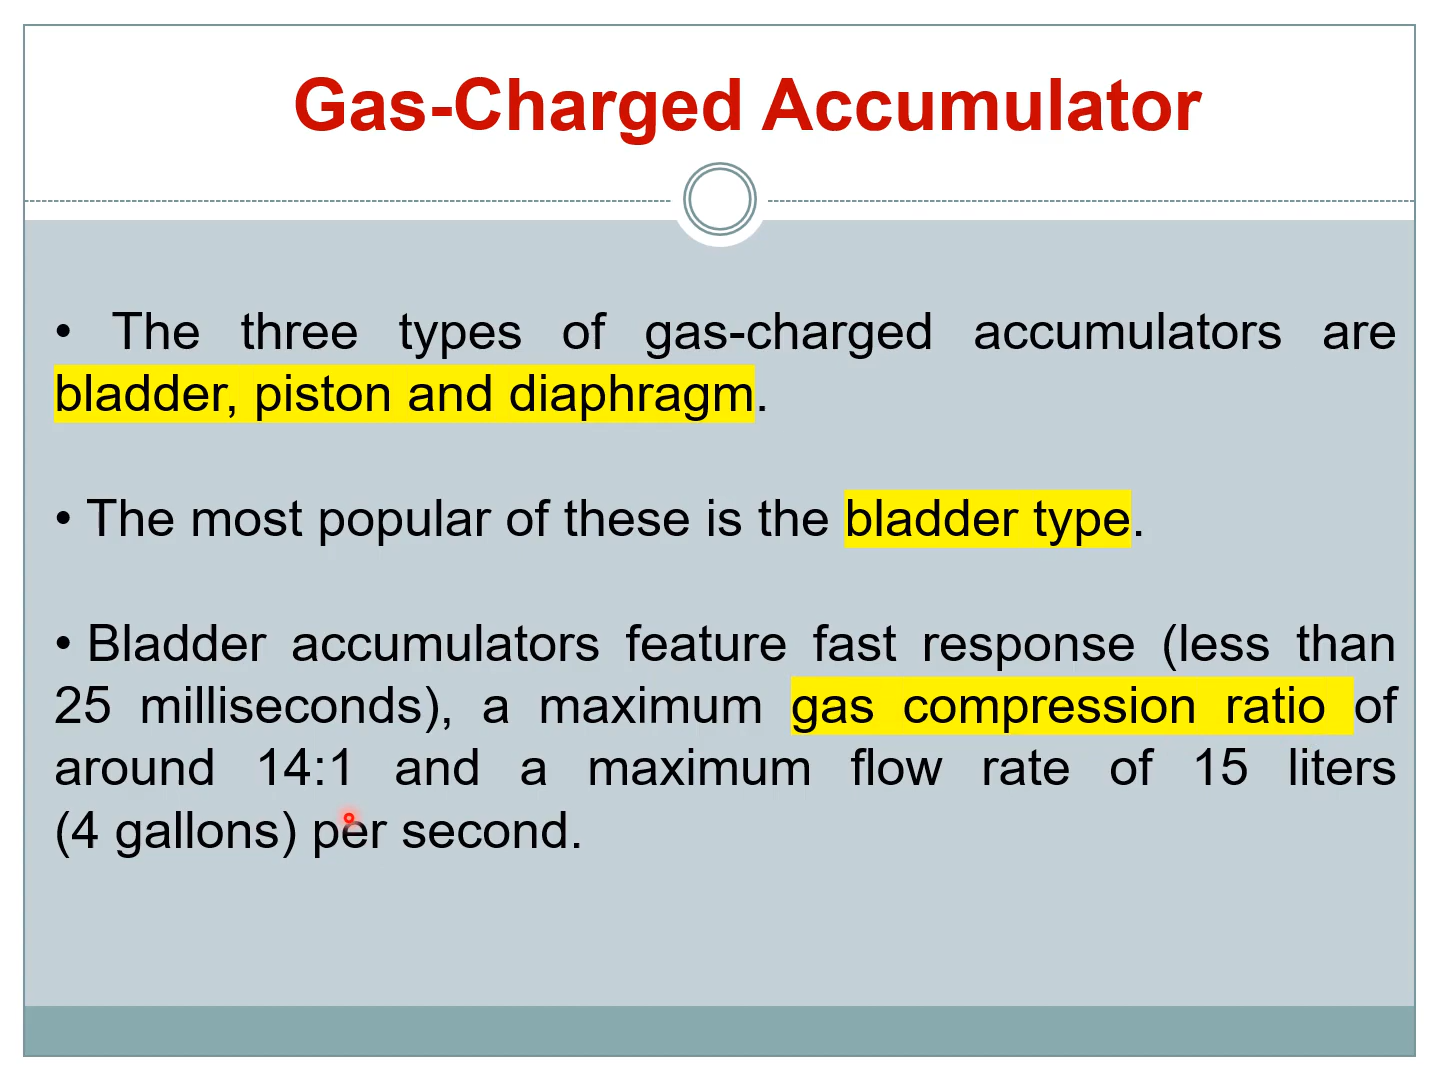 Gas-Charged Accumulator
• The three types of gas-charged accumulators are
bladder, piston and diaphragm.
• The most popular of these is the bladder type.
• Bladder accumulators feature fast response (less than
25 milliseconds), a maximum gas compression ratio of
around 14:1 and a maximum flow rate of 15 liters
(4 gallons) per second.